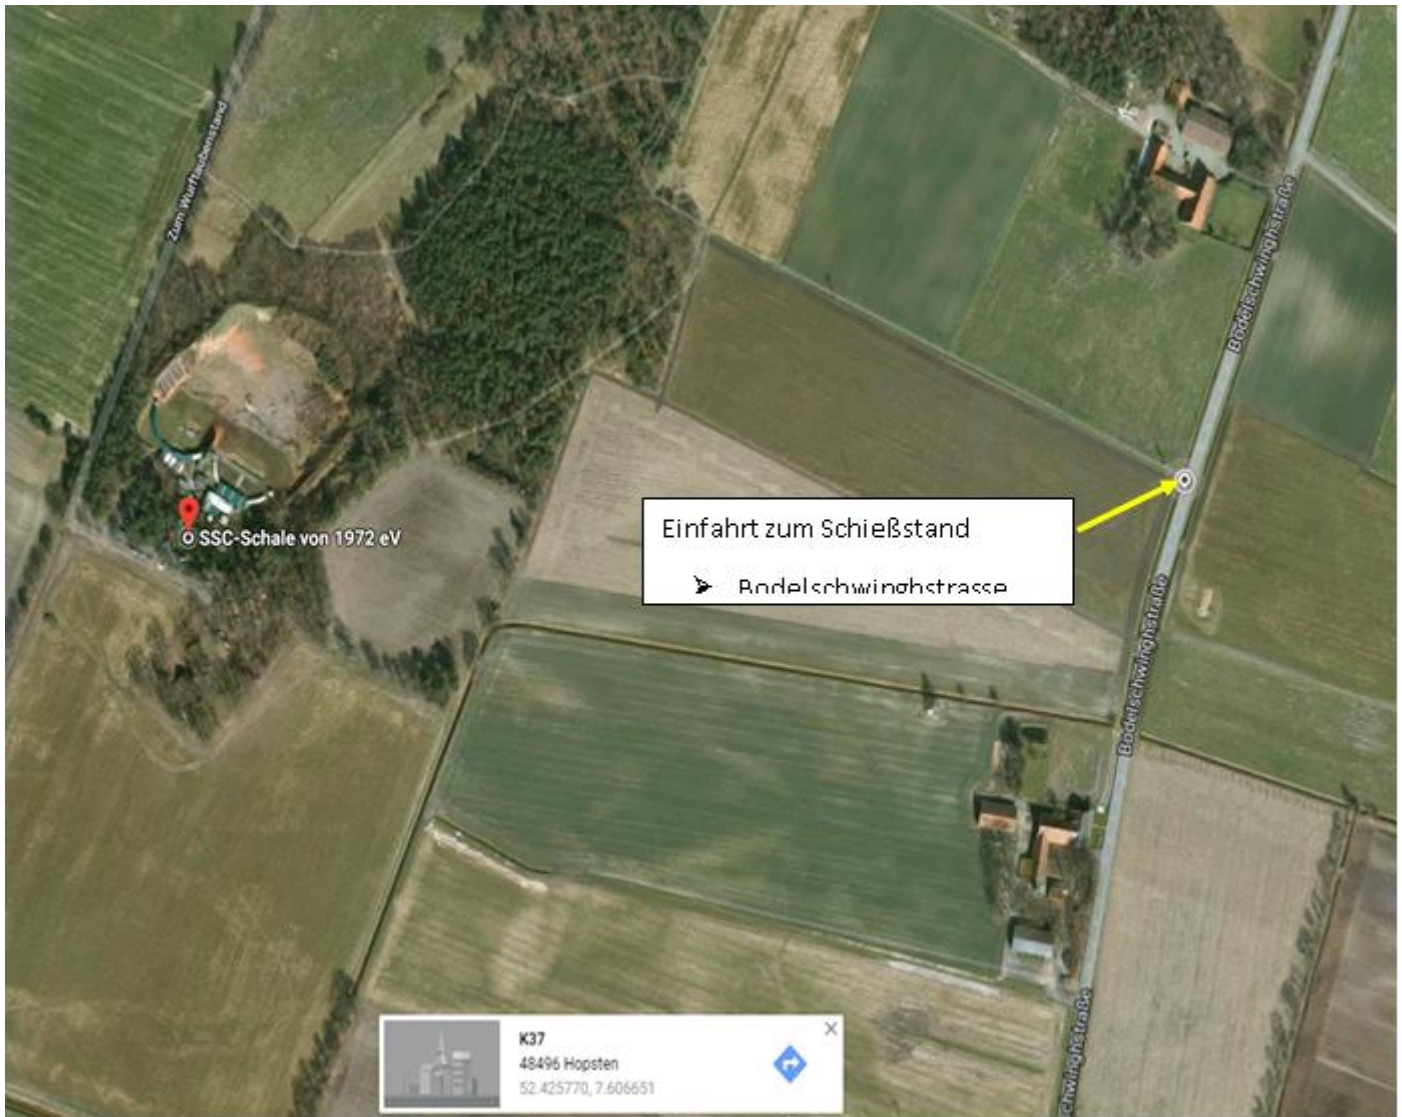 Zum Wurftaubenstand
Bodelschwinghstraße
SSC-Schale von 1972 eV
Einfahrt zum Schießstand
➢ Bodelschwinghstrasse
Bodelschwinghstraße
K37
48496 Hopsten
52.425770, 7.606651
chwinghstraße